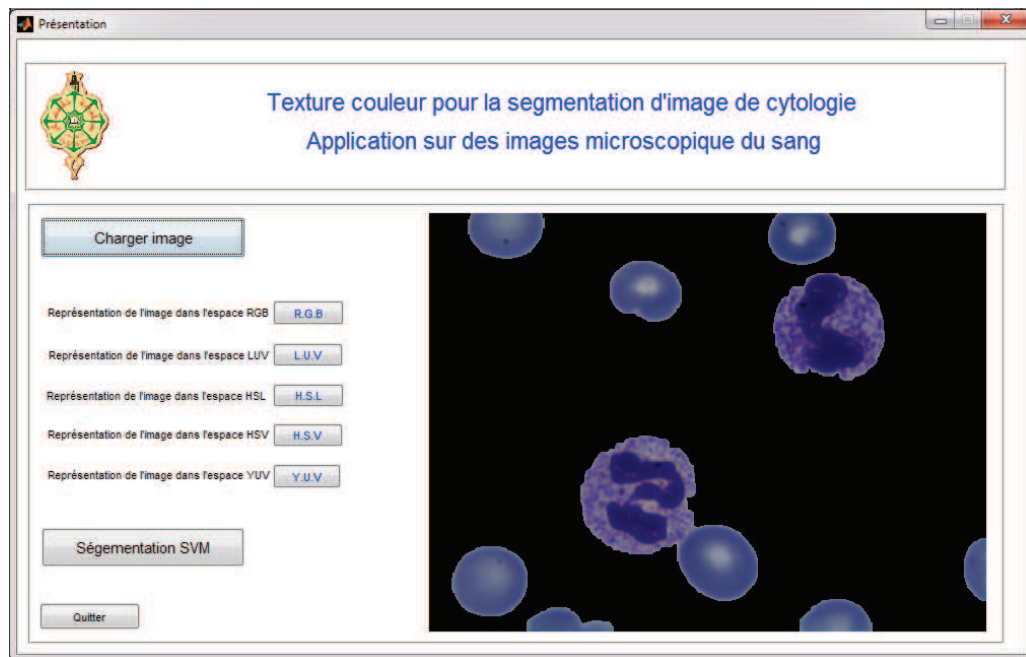 Présentation
Texture couleur pour la segmentation d'image de cytologie
Application sur des images microscopique du sang
Charger image
Représentation de l'image dans l'espace RGB R.G.B
Représentation de l'image dans l'espace LUV L.U.V
Représentation de l'image dans l'espace HSL H.S.L
Représentation de l'image dans l'espace HSV H.S.V
Représentation de l'image dans l'espace YUV Y.U.V
Ségementation SVM
Quitter